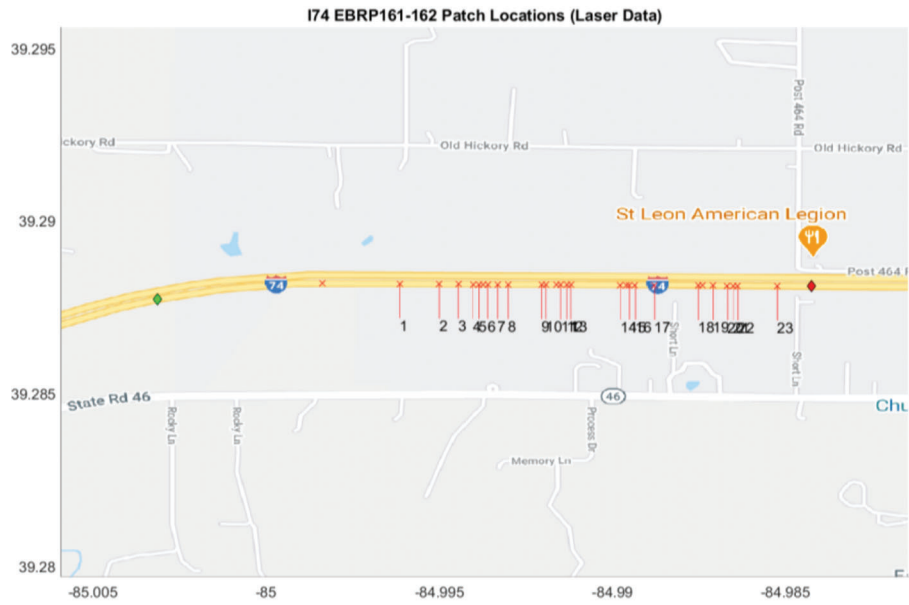 I74 EBRP161-162 Patch Locations (Laser Data)
39.295
Post 464 Rd
ickory Rd
Old Hickory Rd
Old Hickory Rd
39.29
St Leon American Legion
Post 464 R
74
74
1 2 3 4 5 6 7 8 9 10 11 12 13 14 15 16 17 18 19 20 21 22 23
Short Ln
Short Ln
39.285
State Rd 46
46
Chu
Rocky Ln
Rocky Ln
Process Dr
Memory Ln
39.28
-85.005
-85
-84.995
-84.99
-84.985